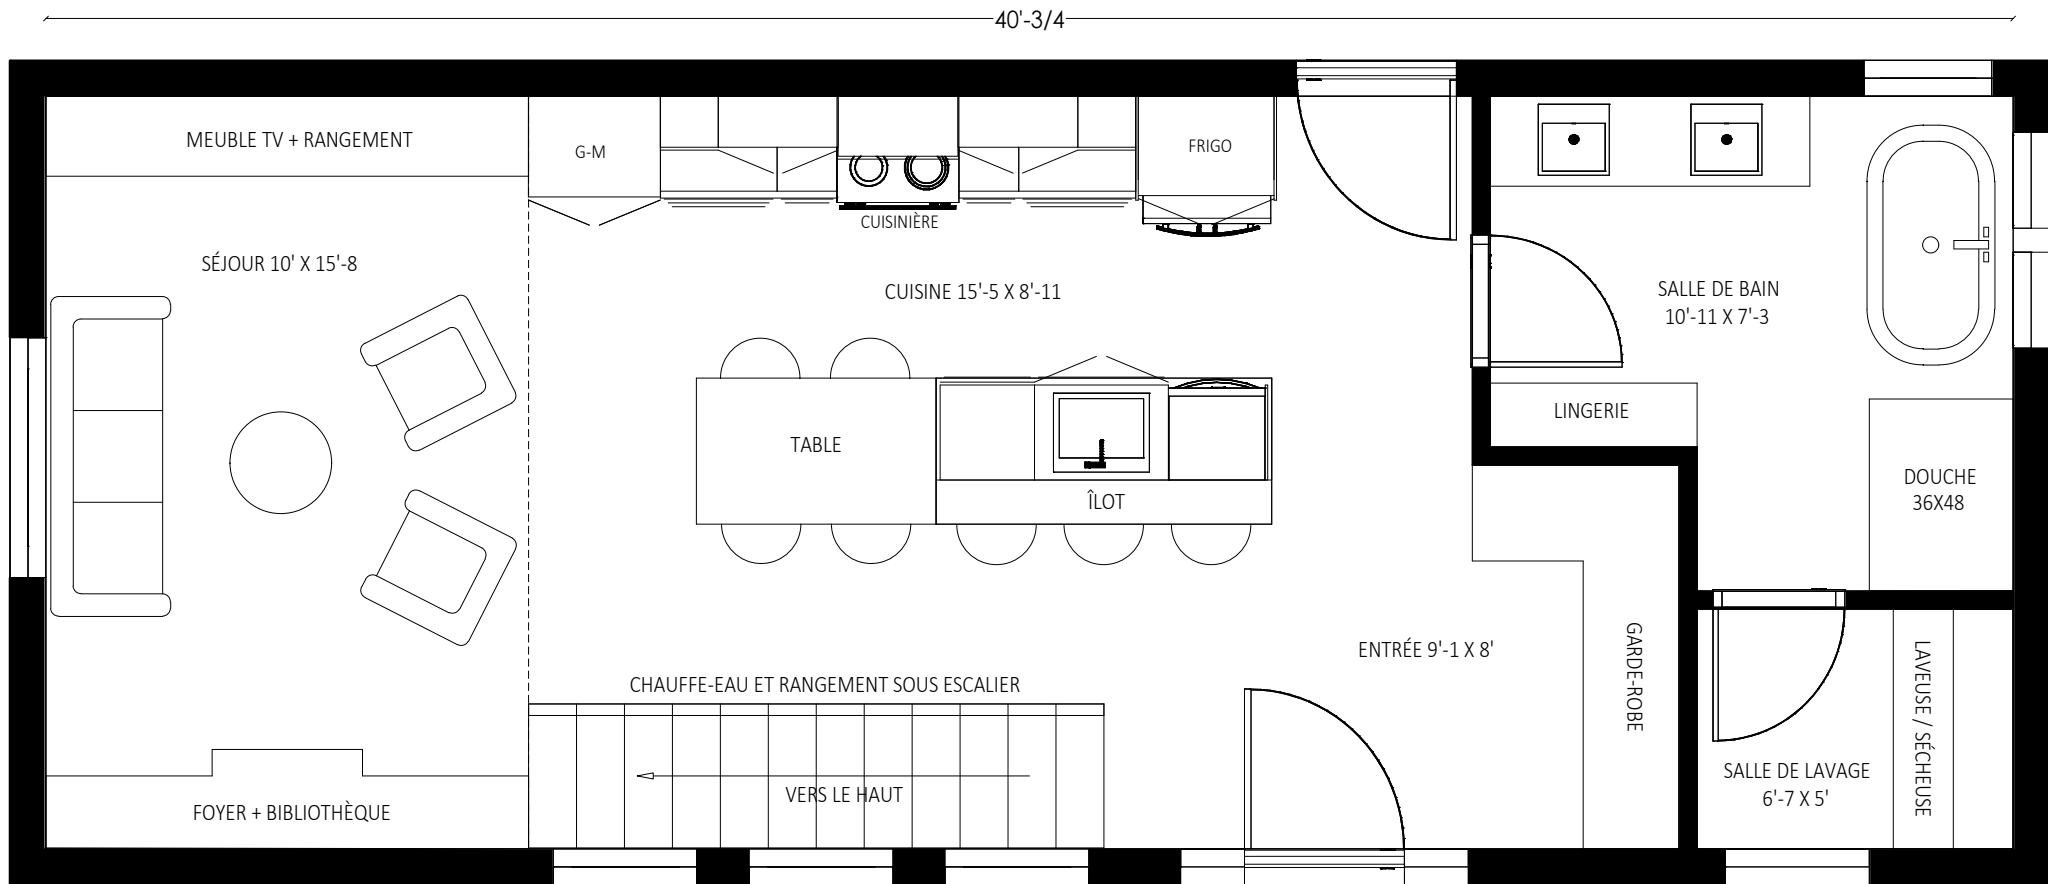 40'-3/4
MEUBLE TV + RANGEMENT
G-M
FRIGO
CUISINIÈRE
SÉJOUR 10' X 15'-8
CUISINE 15'-5 X 8'-11
SALLE DE BAIN
10'-11 X 7'-3
LINGERIE
TABLE
ÎLOT
DOUCHE
36X48
ENTRÉE 9'-1 X 8'
GARDE-ROBE
CHAUFFE-EAU ET RANGEMENT SOUS ESCALIER
VERS LE HAUT
FOYER + BIBLIOTHÈQUE
SALLE DE LAVAGE
6'-7 X 5'
LAVEUSE / SÉCHEUSE